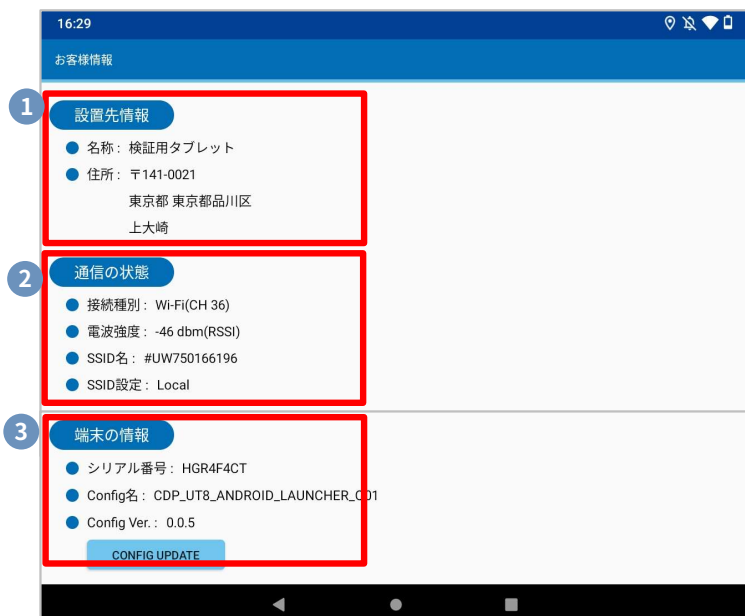 16:29
お客様情報
1
設置先情報
名称： 検証用タブレット
住所： 〒141-0021
東京都 東京都品川区
上大崎
2
通信の状態
接続種別： Wi-Fi(CH 36)
電波強度： -46 dbm(RSSI)
SSID名： #UW750166196
SSID設定： Local
3
端末の情報
シリアル番号： HGR4F4CT
Config名： CDP_UT8_ANDROID_LAUNCHER_001
Config Ver.： 0.0.5
CONFIG UPDATE